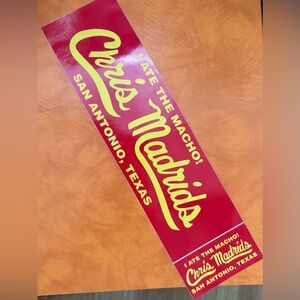 I ATE THE MACHO!
Chris Madrids
SAN ANTONIO, TEXAS
I ATE THE MACHO!
Chris Madrids
SAN ANTONIO, TEXAS